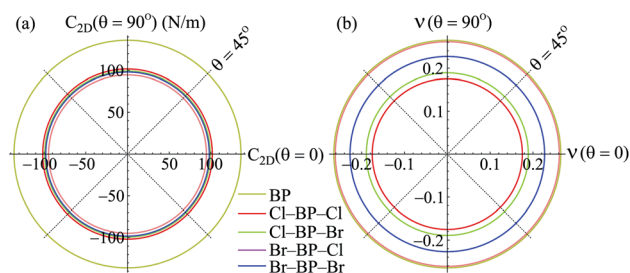 (a) C2D(θ = 90°) (N/m)
θ = 45°
100
50
−100 −50 50 100 C2D(θ = 0)
−50
−100
BP
Cl–BP–Cl
Cl–BP–Br
Br–BP–Cl
Br–BP–Br
(b) ν(θ = 90°)
θ = 45°
0.2
0.1
−0.2 −0.1 0.1 0.2 ν(θ = 0)
−0.1
−0.2